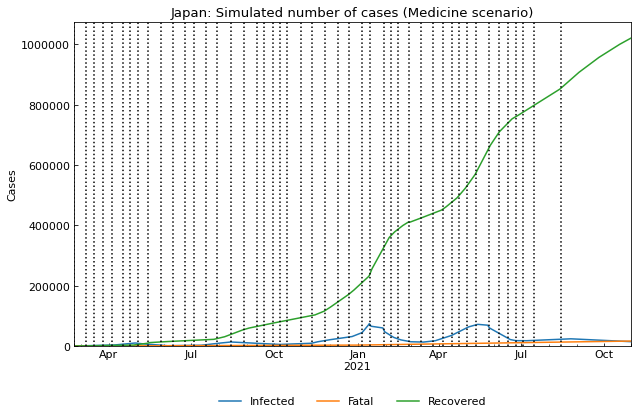 Japan: Simulated number of cases (Medicine scenario)
1000000
800000
600000
400000
200000
0
Cases
Apr Jul Oct Jan Apr Jul Oct
2021
Infected Fatal Recovered